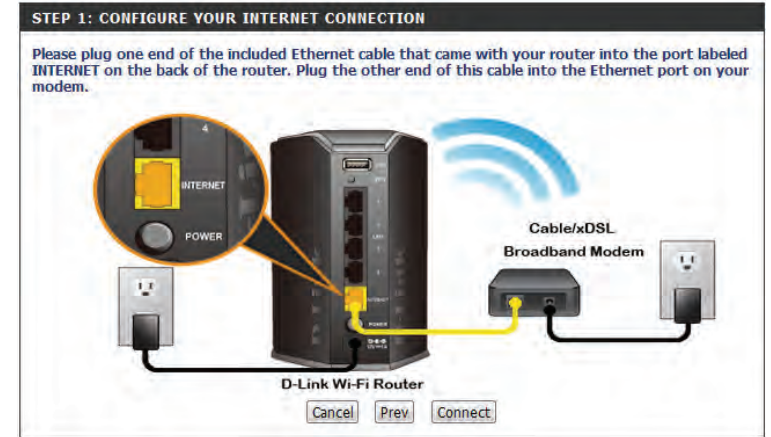 STEP 1: CONFIGURE YOUR INTERNET CONNECTION
Please plug one end of the included Ethernet cable that came with your router into the port labeled
INTERNET on the back of the router. Plug the other end of this cable into the Ethernet port on your
modem.
4
INTERNET
POWER
INTERNET
POWER
Cable/xDSL
Broadband Modem
D-Link Wi-Fi Router
Cancel Prev Connect